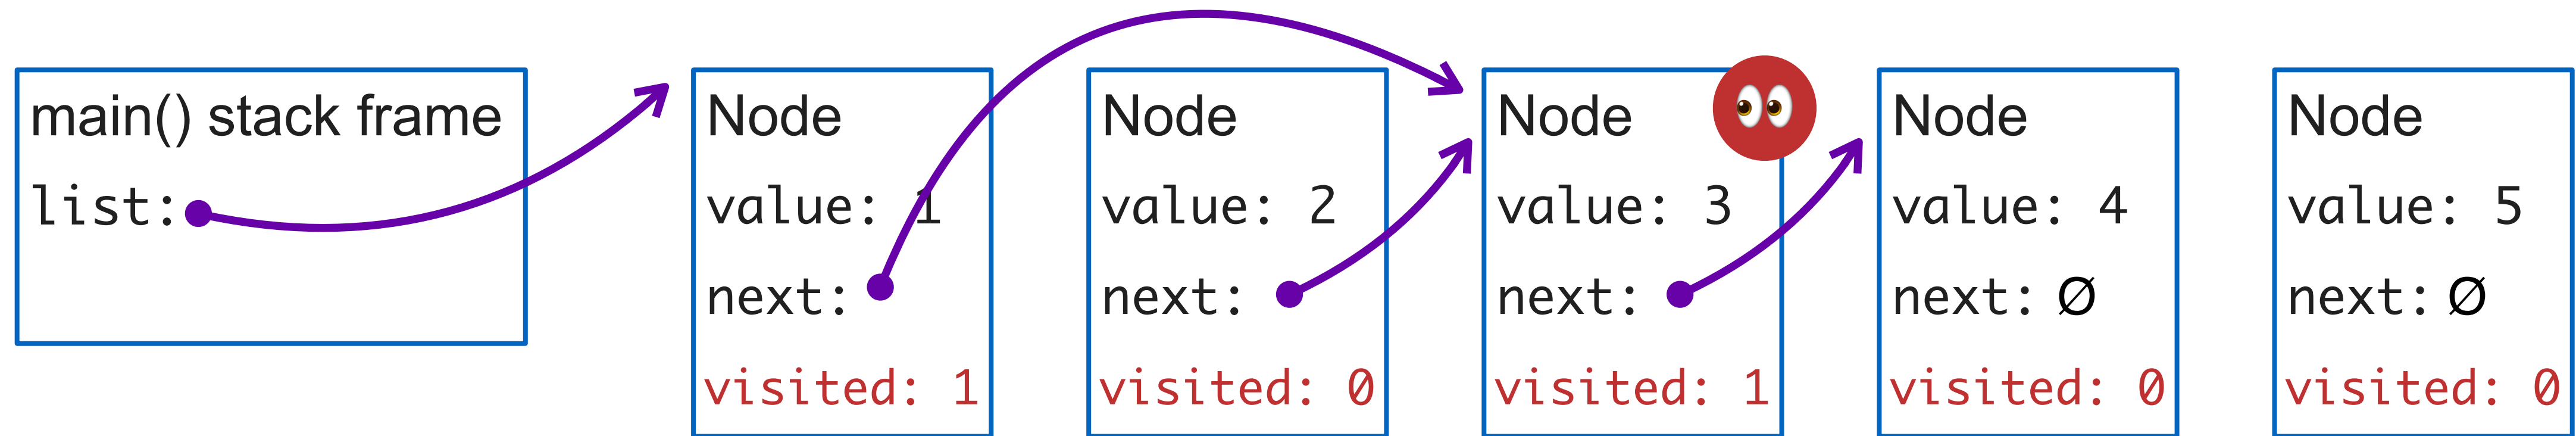 main() stack frame
list:
Node
value: 1
next:
visited: 1
Node
value: 2
next:
visited: 0
Node
value: 3
next:
visited: 1
Node
value: 4
next: Ø
visited: 0
Node
value: 5
next: Ø
visited: 0